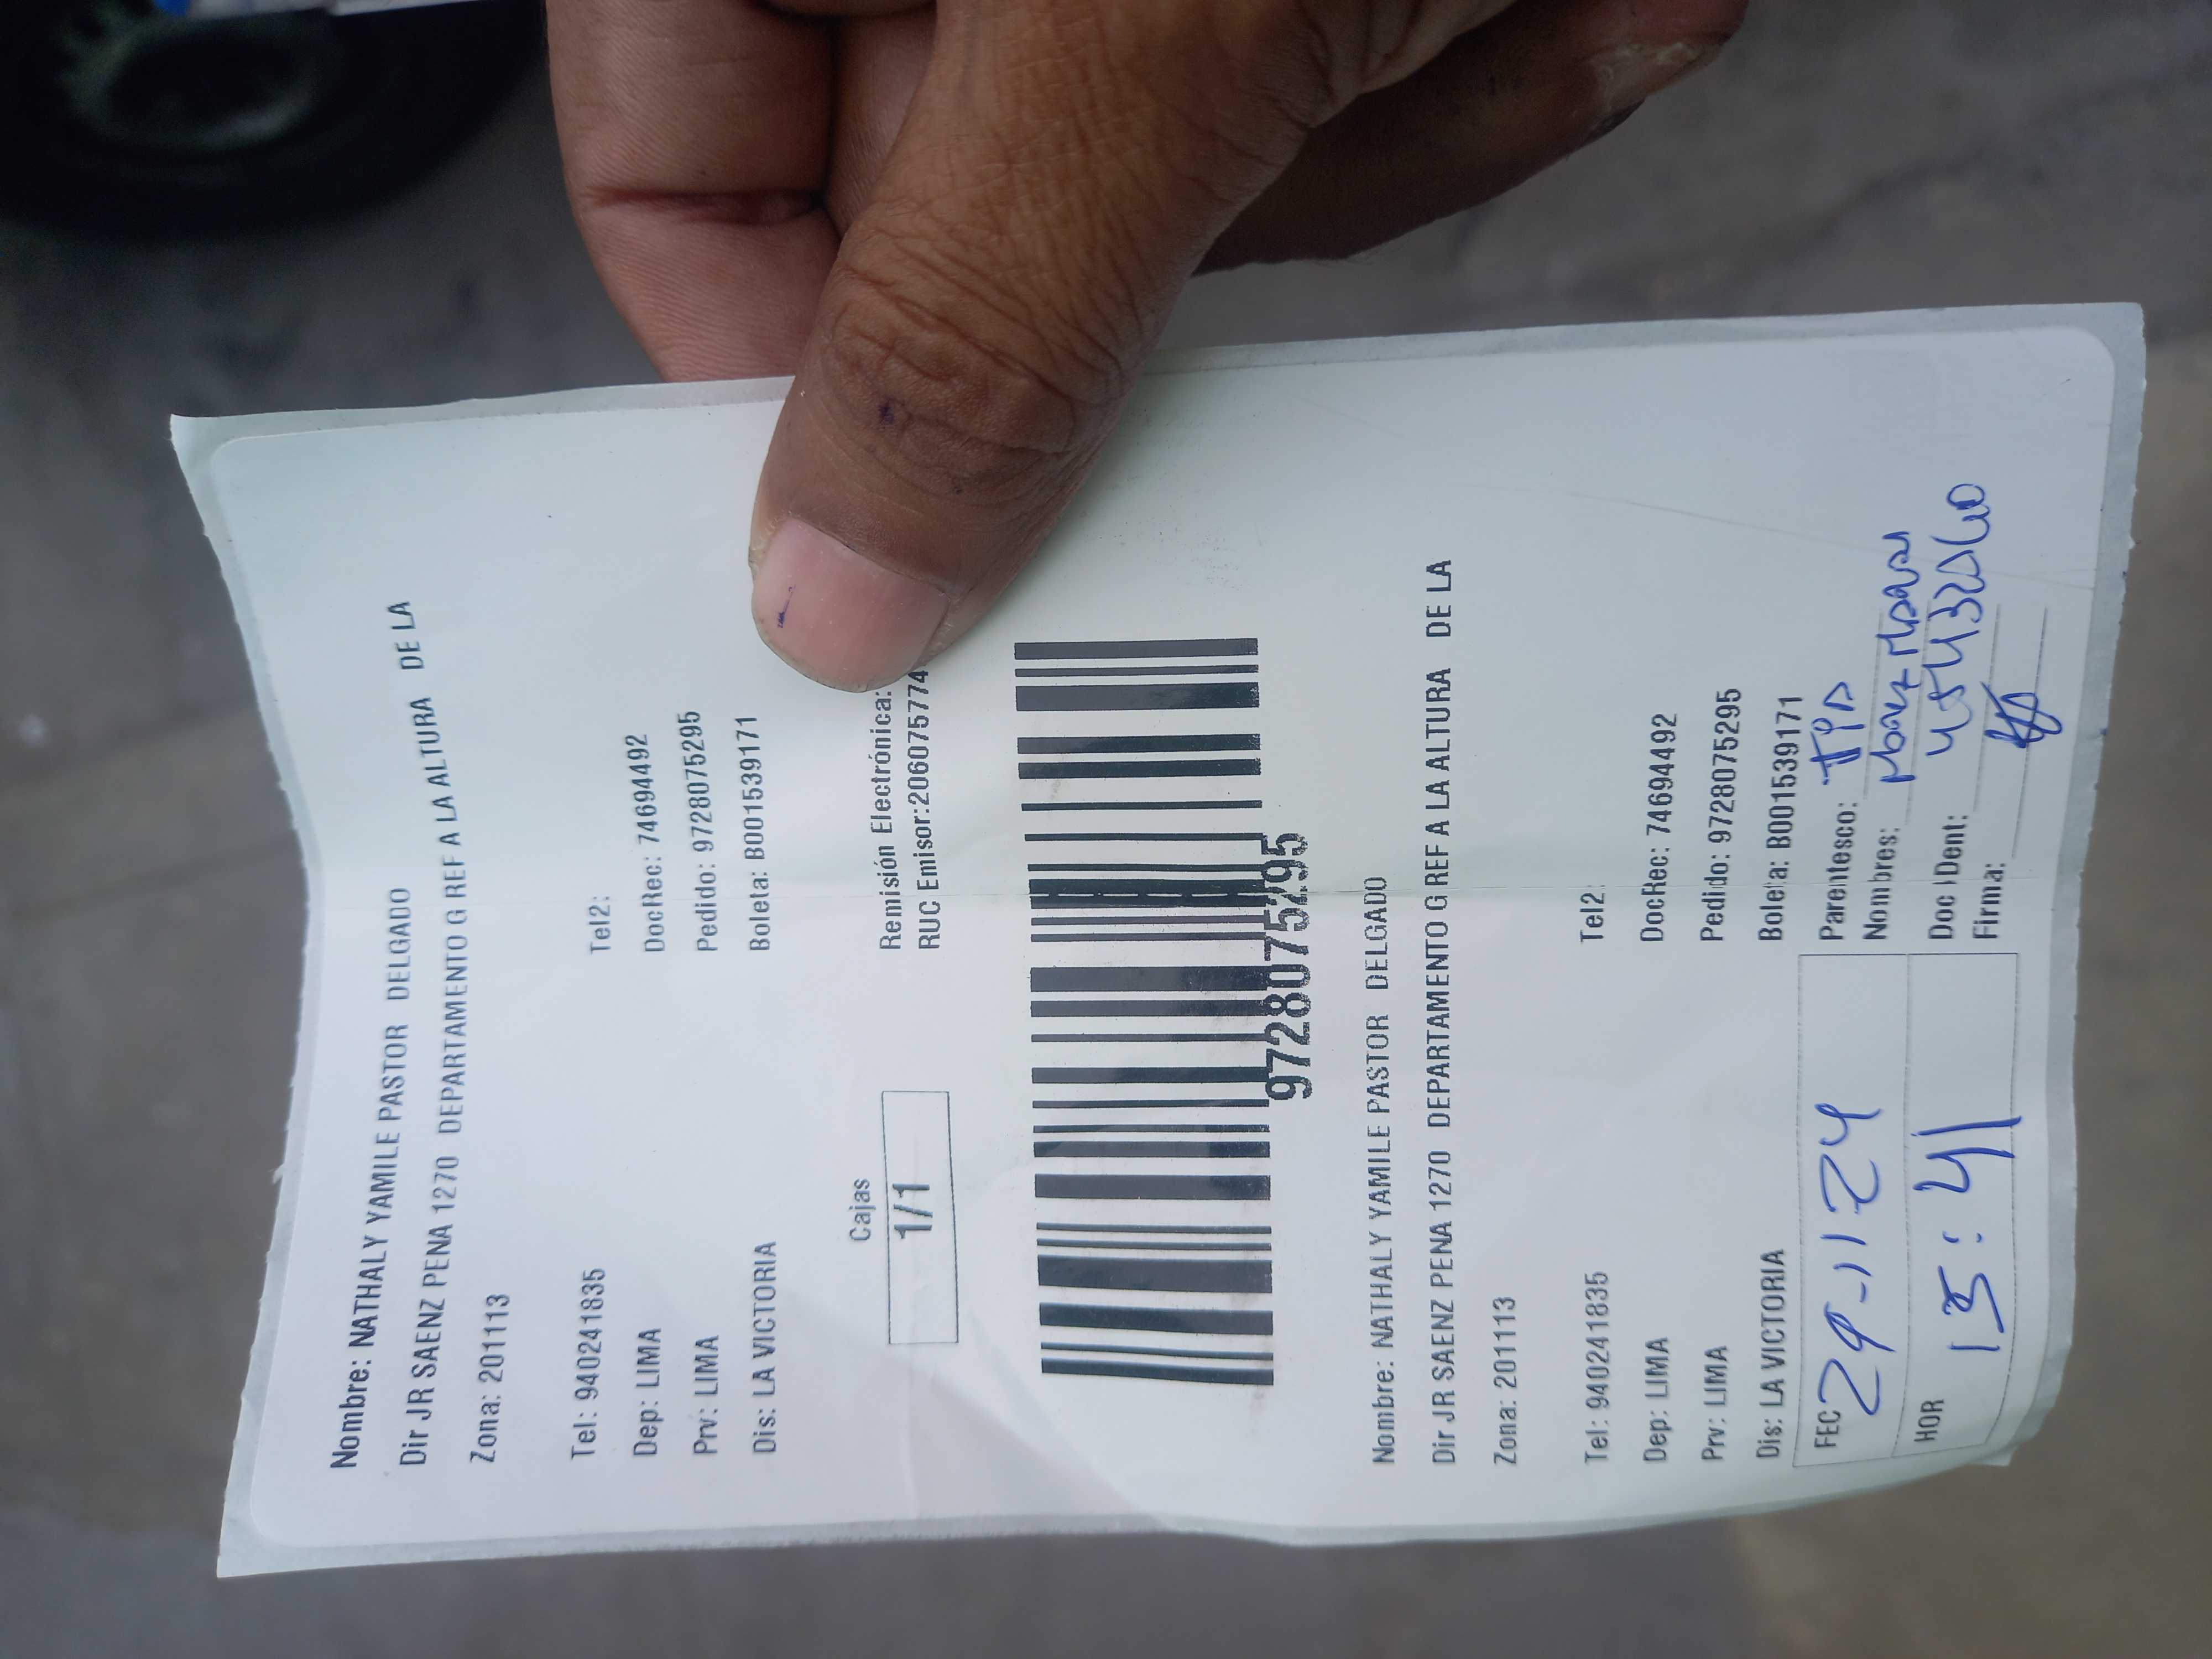 Nombre: NATHALY YAMILE PASTOR DELGADO
Dir JR SAENZ PENA 1270 DEPARTAMENTO G REF A LA ALTURA DE LA
Zona: 201113
Tel: 940241835 Tel2:
Dep: LIMA DocRec: 74694492
Prv: LIMA Pedido: 9728075295
Dis: LA VICTORIA Boleta: B001539171
Cajas
1/1
Remisión Electrónica:
RUC Emisor:206075774
9728075295
Nombre: NATHALY YAMILE PASTOR DELGADO
Dir JR SAENZ PENA 1270 DEPARTAMENTO G REF A LA ALTURA DE LA
Zona: 201113
Tel: 940241835 Tel2:
Dep: LIMA DocRec: 74694492
Prv: LIMA Pedido: 9728075295
Dis: LA VICTORIA Boleta: B001539171
FEC 29-11 24 Parentesco:
Nombres:
HOR 13:41 Doc IDent:
Firma: